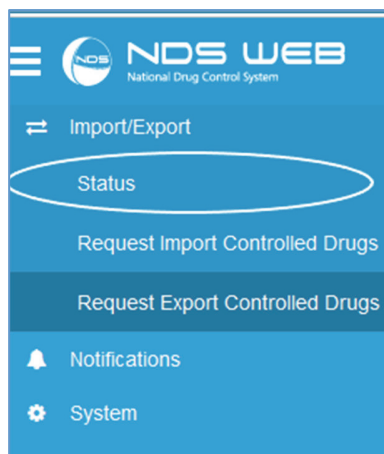 NDS
NDS WEB
National Drug Control System
Import/Export
Status
Request Import Controlled Drugs
Request Export Controlled Drugs
Notifications
System